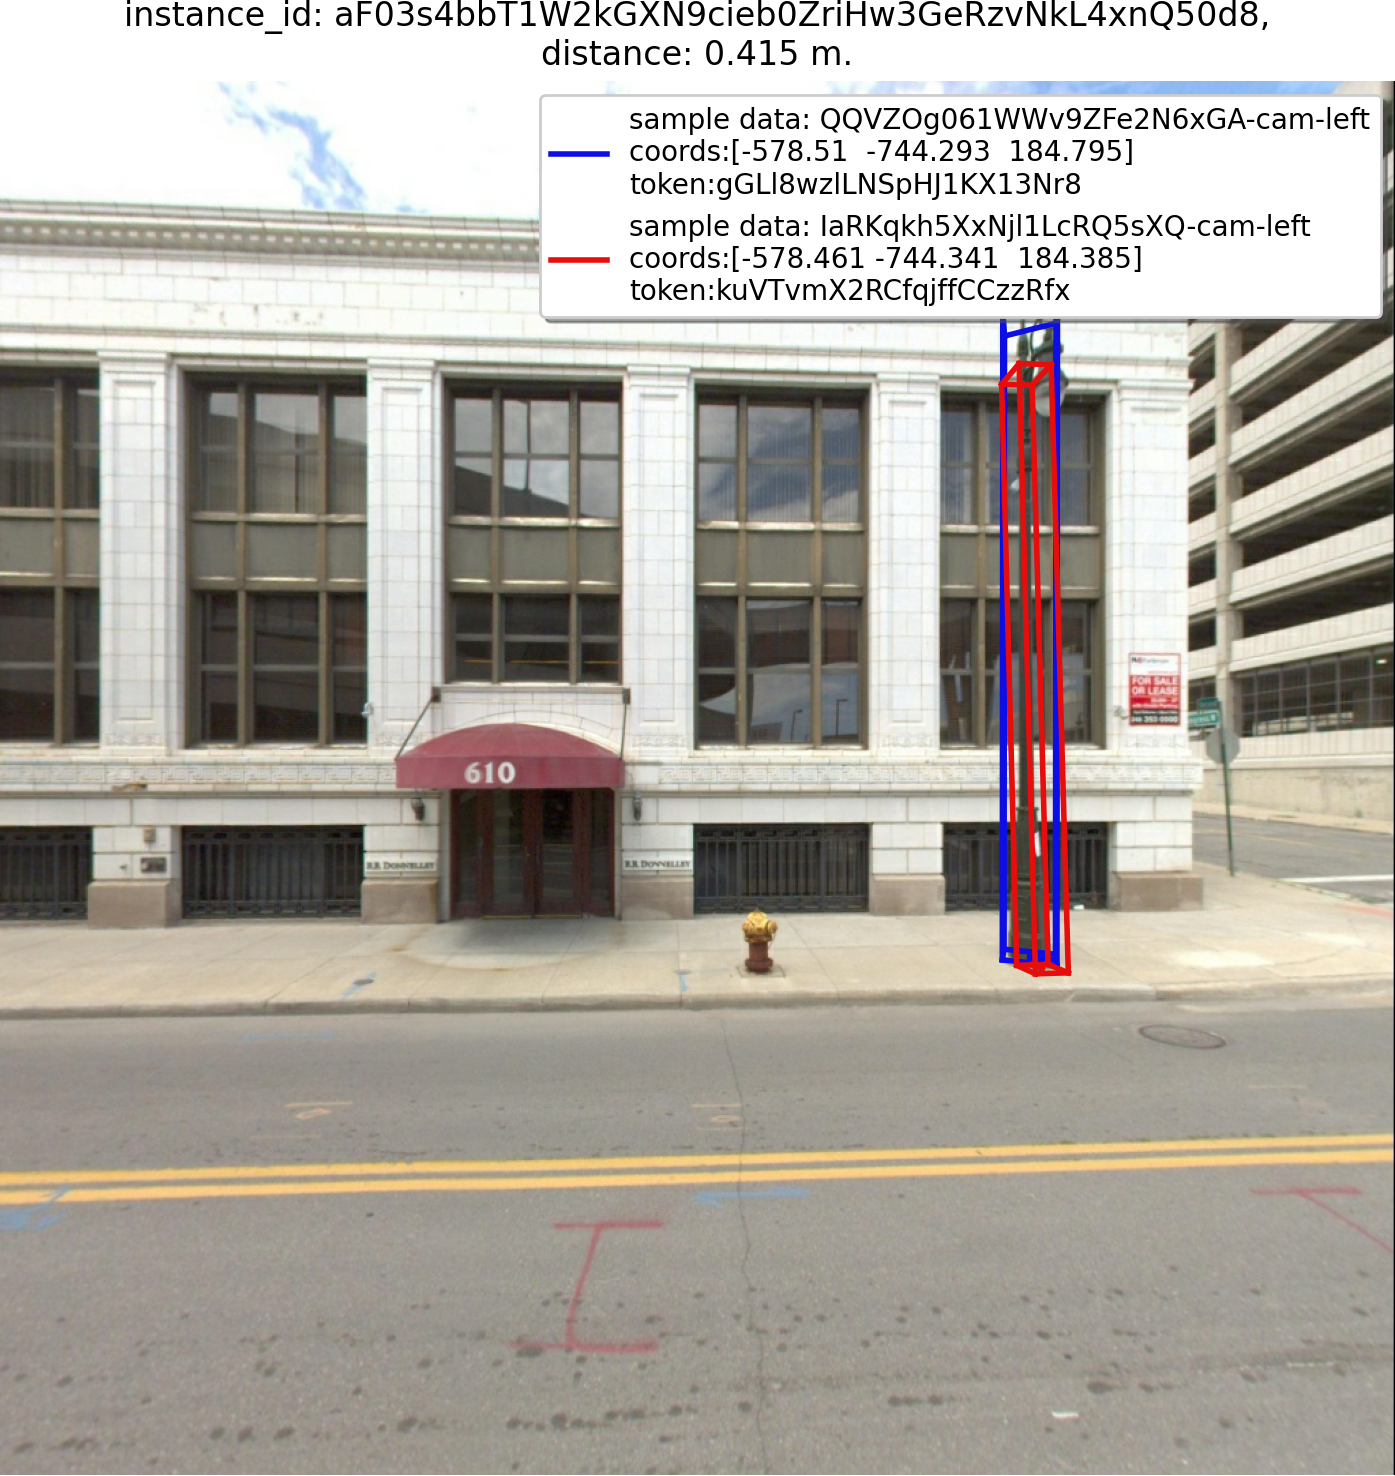 instance_id: aF03s4bbT1W2kGXN9cieb0ZriHw3GeRzvNkL4xnQ50d8,
distance: 0.415 m.
sample data: QQVZOg061WWv9ZFe2N6xGA-cam-left
coords:[-578.51  -744.293  184.795]
token:gGLl8wzlLNSpHJ1KX13Nr8
sample data: IaRKqkh5XxNjl1LcRQ5sXQ-cam-left
coords:[-578.461 -744.341  184.385]
token:kuVTvmX2RCfqjffCCzzRfx
FOR SALE
OR LEASE
610
R.R. DONNELLEY
R.R. DONNELLEY